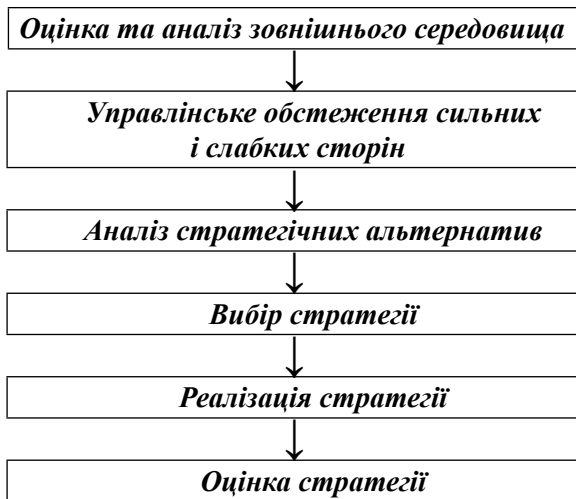 Оцінка та аналіз зовнішнього середовища
Управлінське обстеження сильних
і слабких сторін
Аналіз стратегічних альтернатив
Вибір стратегії
Реалізація стратегії
Оцінка стратегії